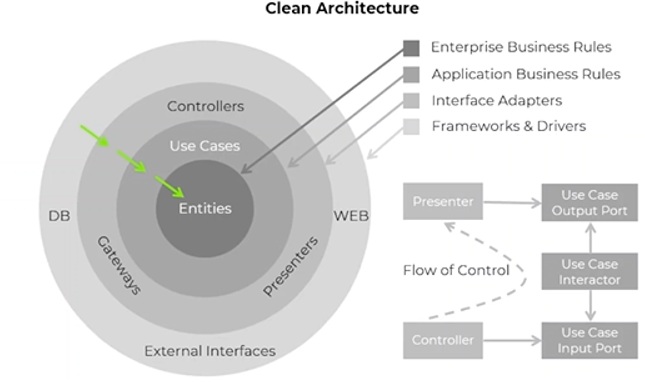 Clean Architecture
Enterprise Business Rules
Application Business Rules
Interface Adapters
Frameworks & Drivers
Controllers
Use Cases
Entities
DB
WEB
Gateways
Presenters
External Interfaces
Presenter
Use Case
Output Port
Flow of Control
Use Case
Interactor
Controller
Use Case
Input Port